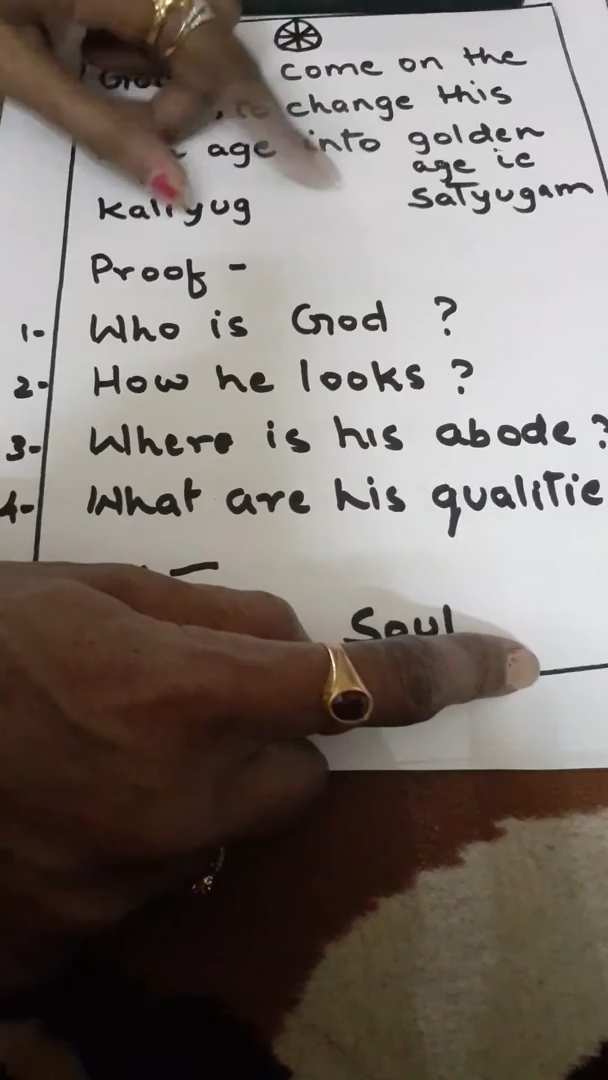 come on the
to change this
age into golden
age ie
Kaliyug Satyugam
Proof -
1- Who is God ?
2- How he looks ?
3- Where is his abode ?
4- What are his qualitie
Soul